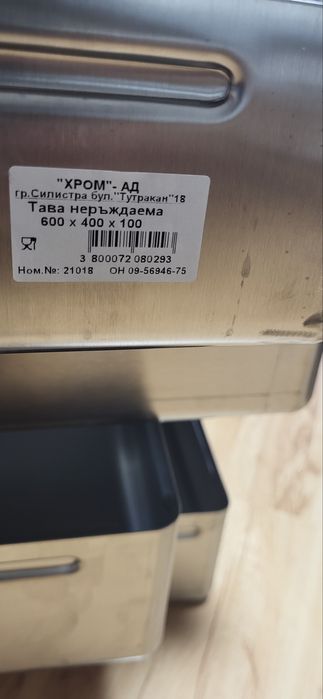 "ХРОМ"- АД
гр.Силистра бул."Тутракан"18
Тава неръждаема
600 x 400 x 100
3 800072 080293
Ном.№: 21018 ОН 09-56946-75